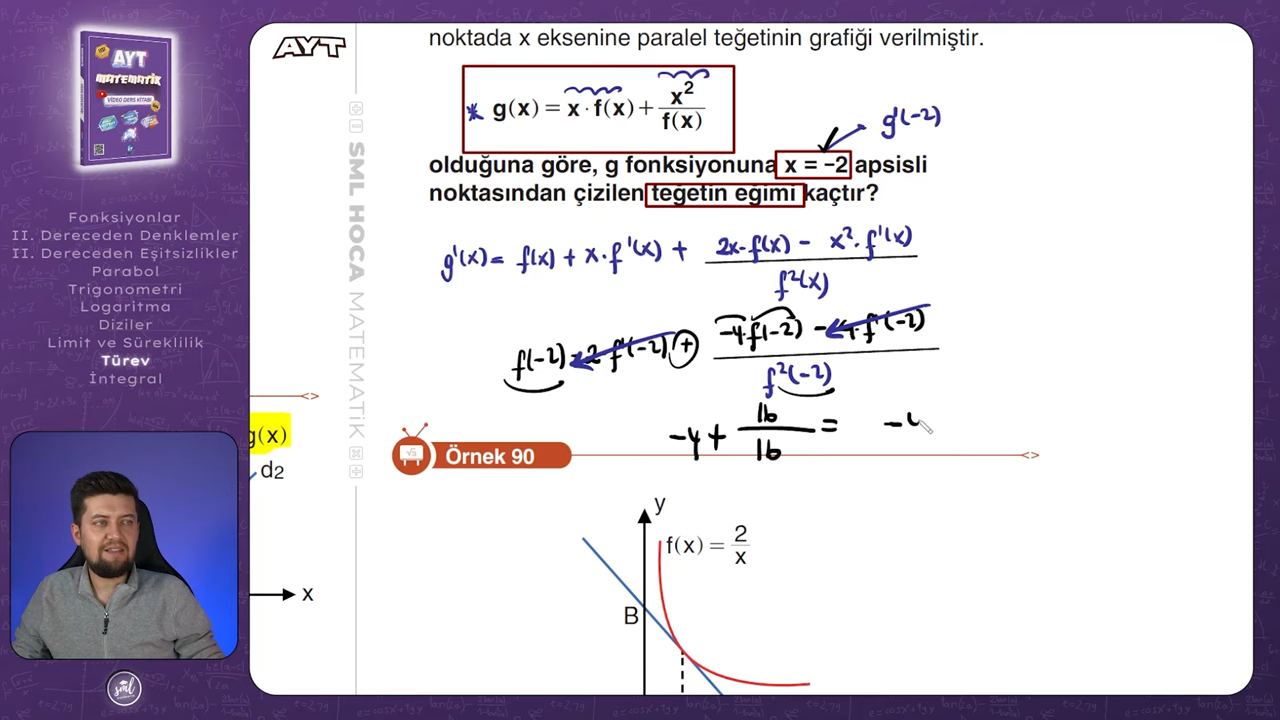 AYT
MATEMATİK
VİDEO DERS KİTABI
Fonksiyonlar
II. Dereceden Denklemler
II. Dereceden Eşitsizlikler
Parabol
Trigonometri
Logaritma
Diziler
Limit ve Süreklilik
Türev
İntegral
g(x)
d2
x
sml
AYT
SML HOCA MATEMATİK
noktada x eksenine paralel teğetinin grafiği verilmiştir.
* g(x) = x · f(x) + x² / f(x)
g'(-2)
olduğuna göre, g fonksiyonuna x = –2 apsisli
noktasından çizilen teğetin eğimi kaçtır?
g'(x) = f(x) + x · f'(x) + 2x·f(x) - x² · f'(x) / f²(x)
f(-2) - 2 f'(-2) + -4·f(-2) - 4·f'(-2) / f²(-2)
-4 + 16 / 16 = -4
Örnek 90
y
f(x) = 2 / x
B